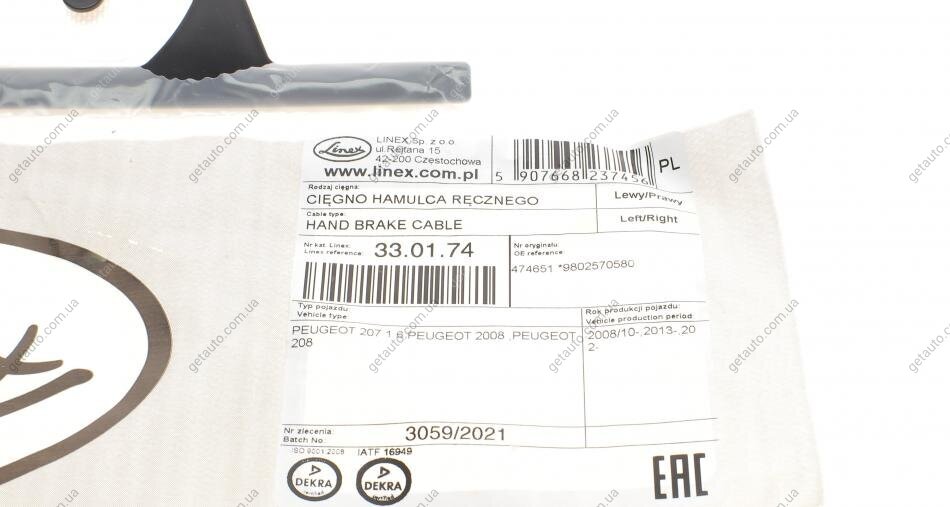 Linex
LINEX Sp. z o o
ul.Rejtana 15
42-200 Częstochowa
www.linex.com.pl
5 907668 237456
PL
Rodzaj cięgna:
CIĘGNO HAMULCA RĘCZNEGO
Lewy/Prawy
Cable type:
HAND BRAKE CABLE
Left/Right
Nr kat. Linex:
Linex reference:
33.01.74
Nr oryginału:
OE reference:
474651 *9802570580
Typ pojazdu
Vehicle type:
Rok produkcji pojazdu:
Vehicle production period:
PEUGEOT 207 1.6,PEUGEOT 2008 ,PEUGEOT
208
2008/10-,2013-,20
2-
Nr zlecenia:
Batch No:
3059/2021
ISO 9001:2008
IATF 16949
DEKRA
DEKRA
EAC
getauto.com.ua